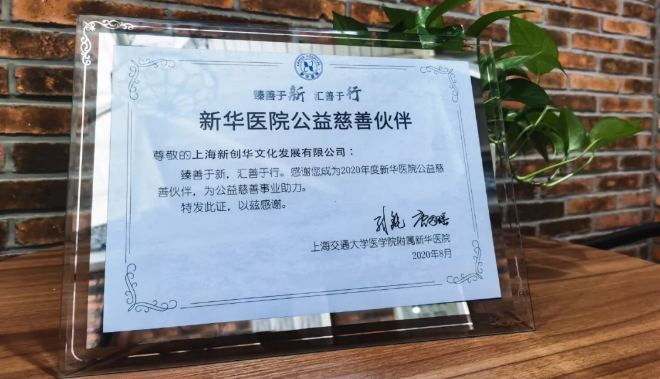 臻善于新 汇善于行
新华医院公益慈善伙伴
尊敬的上海新创华文化发展有限公司：
臻善于新，汇善于行。感谢您成为2020年度新华医院公益慈
善伙伴，为公益慈善事业助力。
特发此证，以兹感谢。
上海交通大学医学院附属新华医院
2020年8月